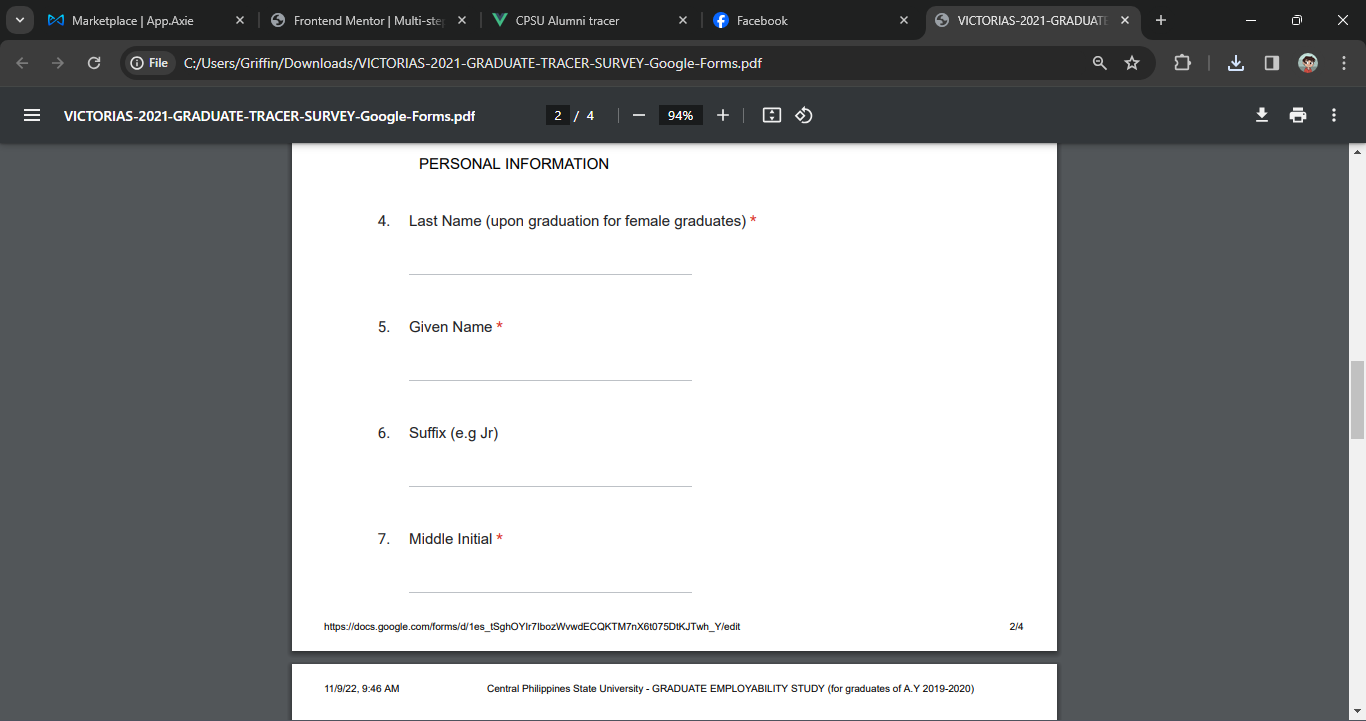 Marketplace | App.Axie
Frontend Mentor | Multi-ste
CPSU Alumni tracer
Facebook
VICTORIAS-2021-GRADUATE
File
C:/Users/Griffin/Downloads/VICTORIAS-2021-GRADUATE-TRACER-SURVEY-Google-Forms.pdf
VICTORIAS-2021-GRADUATE-TRACER-SURVEY-Google-Forms.pdf
2 / 4
94%
PERSONAL INFORMATION
4. Last Name (upon graduation for female graduates) *
5. Given Name *
6. Suffix (e.g Jr)
7. Middle Initial *
https://docs.google.com/forms/d/1es_tSghOYIr7IbozWvwdECQKTM7nX6t075DtKJTwh_Y/edit
2/4
11/9/22, 9:46 AM
Central Philippines State University - GRADUATE EMPLOYABILITY STUDY (for graduates of A.Y 2019-2020)